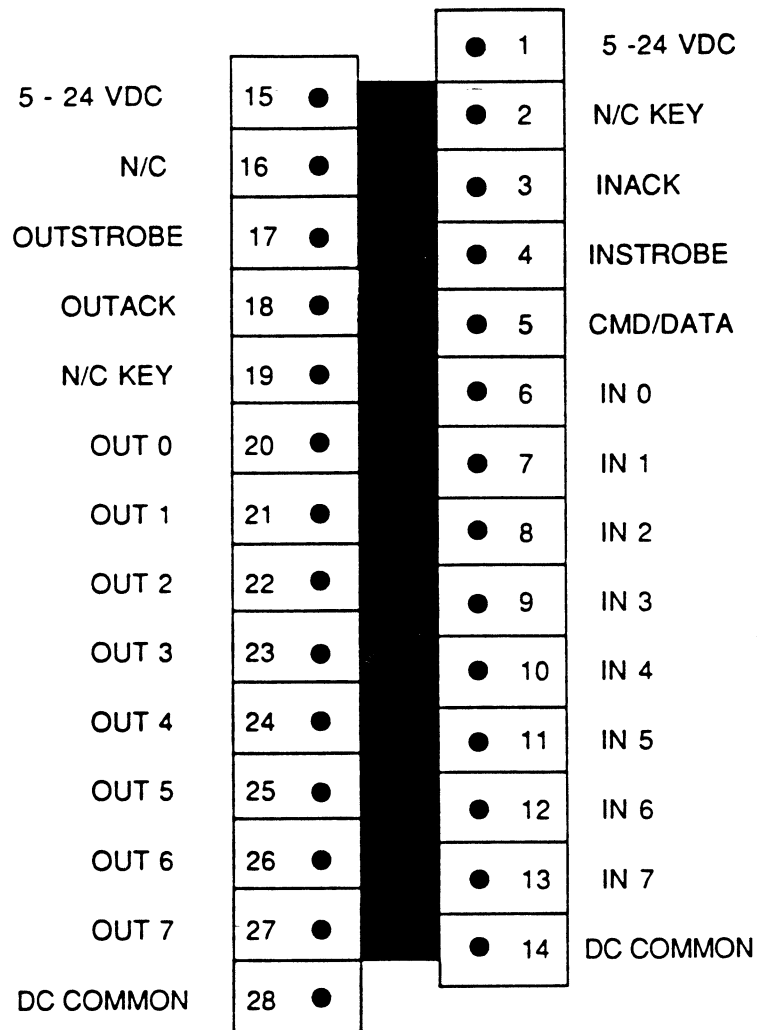 1 5 -24 VDC
5 - 24 VDC 15
2 N/C KEY
N/C 16
3 INACK
OUTSTROBE 17
4 INSTROBE
OUTACK 18
5 CMD/DATA
N/C KEY 19
6 IN 0
OUT 0 20
7 IN 1
OUT 1 21
8 IN 2
OUT 2 22
9 IN 3
OUT 3 23
10 IN 4
OUT 4 24
11 IN 5
OUT 5 25
12 IN 6
OUT 6 26
13 IN 7
OUT 7 27
14 DC COMMON
DC COMMON 28